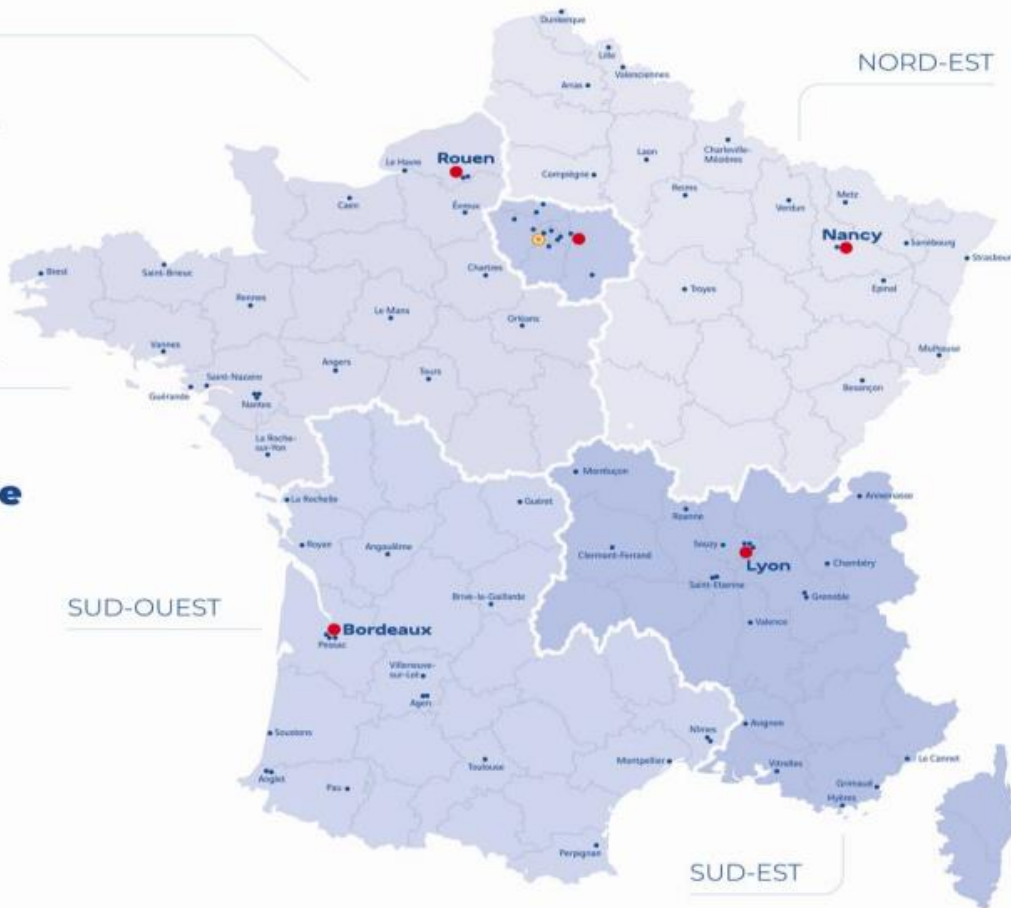 Dunkerque
Lille
Valenciennes
NORD-EST
Arras
Laon
Charleville-
Mézières
Le Havre
Rouen
Compiègne
Reims
Verdun
Metz
Caen
Évreux
Nancy
Sarrebourg
Strasbourg
Brest
Saint-Brieuc
Chartres
Troyes
Epinal
Rennes
Le Mans
Orléans
Vannes
Angers
Tours
Mulhouse
Saint-Nazaire
Guérande
Nantes
Besançon
La Roche-
sur-Yon
e
Montluçon
La Rochelle
Guéret
Annemasse
Roanne
Royan
Angoulême
Clermont-Ferrand
Souzy
Lyon
Chambéry
Saint-Etienne
Grenoble
SUD-OUEST
Brive-la-Gaillarde
Valence
Bordeaux
Pessac
Villeneuve-
sur-Lot
Agen
Soustons
Nîmes
Avignon
Anglet
Pau
Toulouse
Montpellier
Vitrolles
Le Cannet
Grimaud
Hyères
Perpignan
SUD-EST